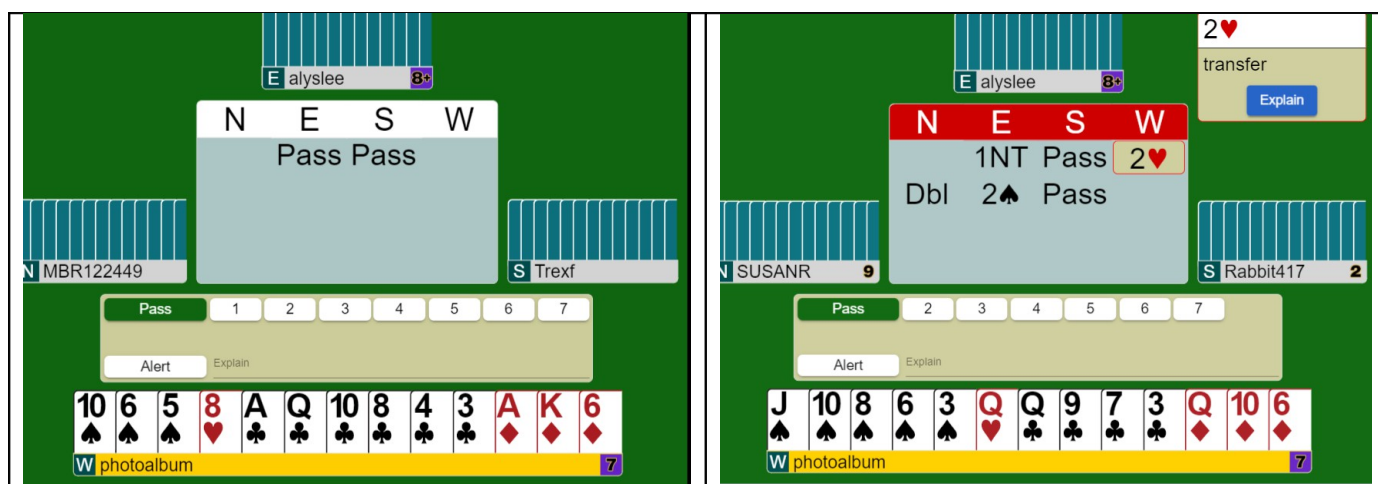 E alyslee 8+
N E S W
Pass Pass
N MBR122449
S Trexf
Pass 1 2 3 4 5 6 7
Alert Explain
10♠ 6♠ 5♠ 8♥ A♣ Q♣ 10♣ 8♣ 4♣ 3♣ A♦ K♦ 6♦
W photoalbum 7
2♥
transfer
Explain
E alyslee 8+
N E S W
1NT Pass 2♥
Dbl 2♠ Pass
N SUSANR 9
S Rabbit417 2
Pass 2 3 4 5 6 7
Alert Explain
J♠ 10♠ 8♠ 6♠ 3♠ Q♥ Q♣ 9♣ 7♣ 3♣ Q♦ 10♦ 6♦
W photoalbum 7